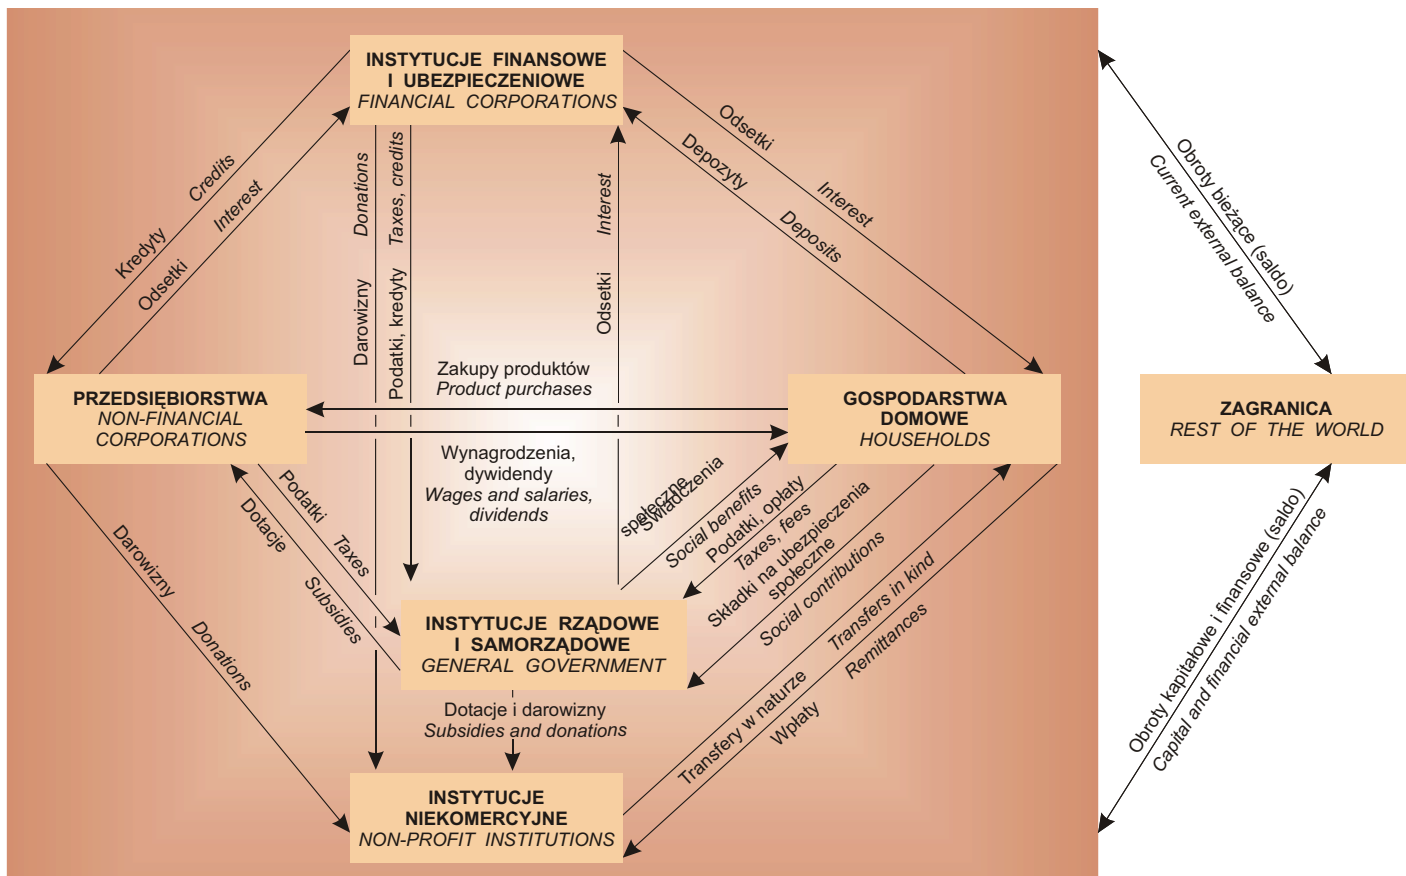 INSTYTUCJE FINANSOWE
I UBEZPIECZENIOWE
FINANCIAL CORPORATIONS
Kredyty
Credits
Odsetki
Interest
Darowizny
Donations
Podatki, kredyty
Taxes, credits
Odsetki
Interest
Odsetki
Interest
Depozyty
Deposits
Obroty bieżące (saldo)
Current external balance
PRZEDSIĘBIORSTWA
NON-FINANCIAL
CORPORATIONS
Zakupy produktów
Product purchases
Wynagrodzenia,
dywidendy
Wages and salaries,
dividends
GOSPODARSTWA
DOMOWE
HOUSEHOLDS
ZAGRANICA
REST OF THE WORLD
Darowizny
Donations
Podatki
Taxes
Dotacje
Subsidies
Świadczenia
społeczne
Social benefits
Podatki, opłaty
Taxes, fees
Składki na ubezpieczenia
społeczne
Social contributions
Transfery w naturze
Transfers in kind
Wpłaty
Remittances
INSTYTUCJE RZĄDOWE
I SAMORZĄDOWE
GENERAL GOVERNMENT
Dotacje i darowizny
Subsidies and donations
INSTYTUCJE
NIEKOMERCYJNE
NON-PROFIT INSTITUTIONS
Obroty kapitałowe i finansowe (saldo)
Capital and financial external balance